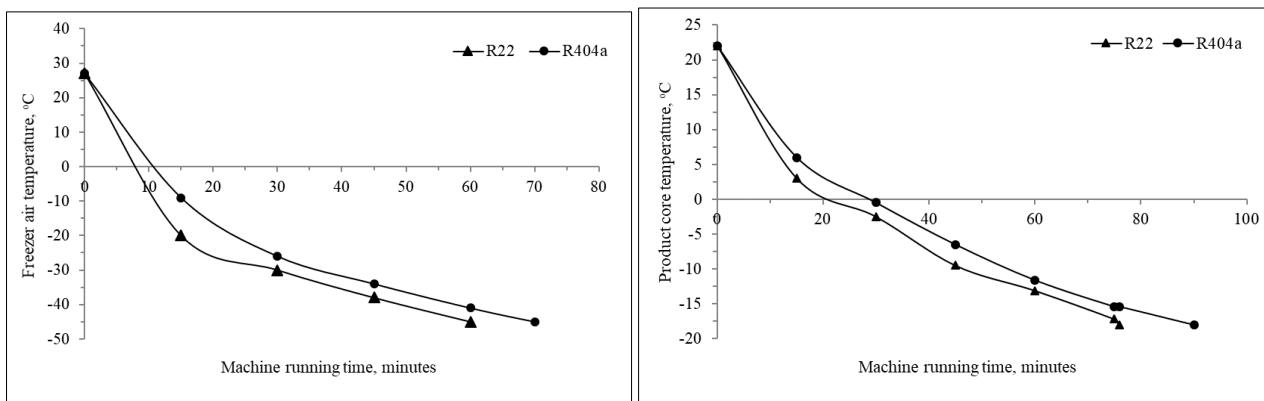 40
30
20
10
0
-10
-20
-30
-40
-50
0 10 20 30 40 50 60 70 80
R22 R404a
Freezer air temperature, ºC
Machine running time, minutes
25
20
15
10
5
0
-5
-10
-15
-20
0 20 40 60 80 100
R22 R404a
Product core temperature, ºC
Machine running time, minutes